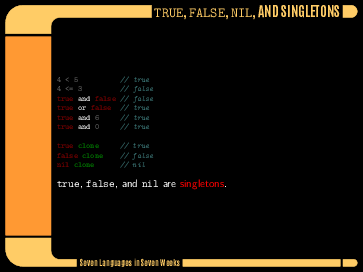 TRUE, FALSE, NIL, AND SINGLETONS
4 < 5 // true
4 <= 3 // false
true and false // false
true or false // true
true and 6 // true
true and 0 // true
true clone // true
false clone // false
nil clone // nil
true, false, and nil are singletons.
Seven Languages in Seven Weeks